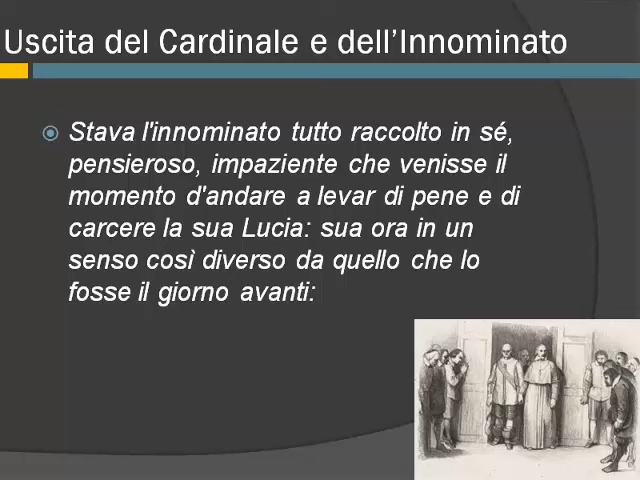 Uscita del Cardinale e dell’Innominato
Stava l'innominato tutto raccolto in sé,
pensieroso, impaziente che venisse il
momento d'andare a levar di pene e di
carcere la sua Lucia: sua ora in un
senso così diverso da quello che lo
fosse il giorno avanti: